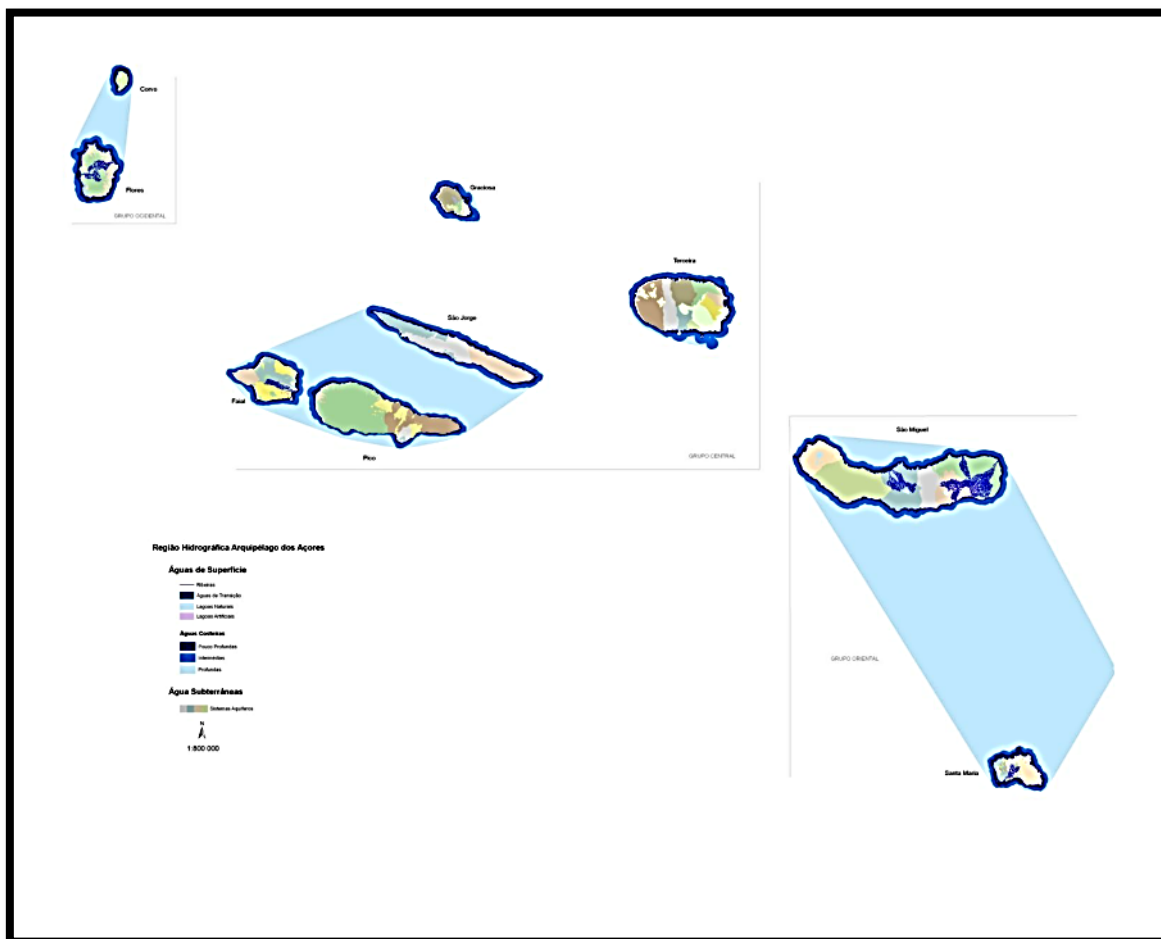 Corvo
Flores
GRUPO OCIDENTAL
Graciosa
Terceira
São Jorge
Faial
Pico
GRUPO CENTRAL
São Miguel
GRUPO ORIENTAL
Santa Maria
Região Hidrográfica Arquipélago dos Açores
Águas de Superfície
Ribeiras
Águas de Transição
Lagoas Naturais
Lagoas Artificiais
Águas Costeiras
Pouco Profundas
Intermédias
Profundas
Água Subterrâneas
Sistemas Aquíferos
N
1:800 000